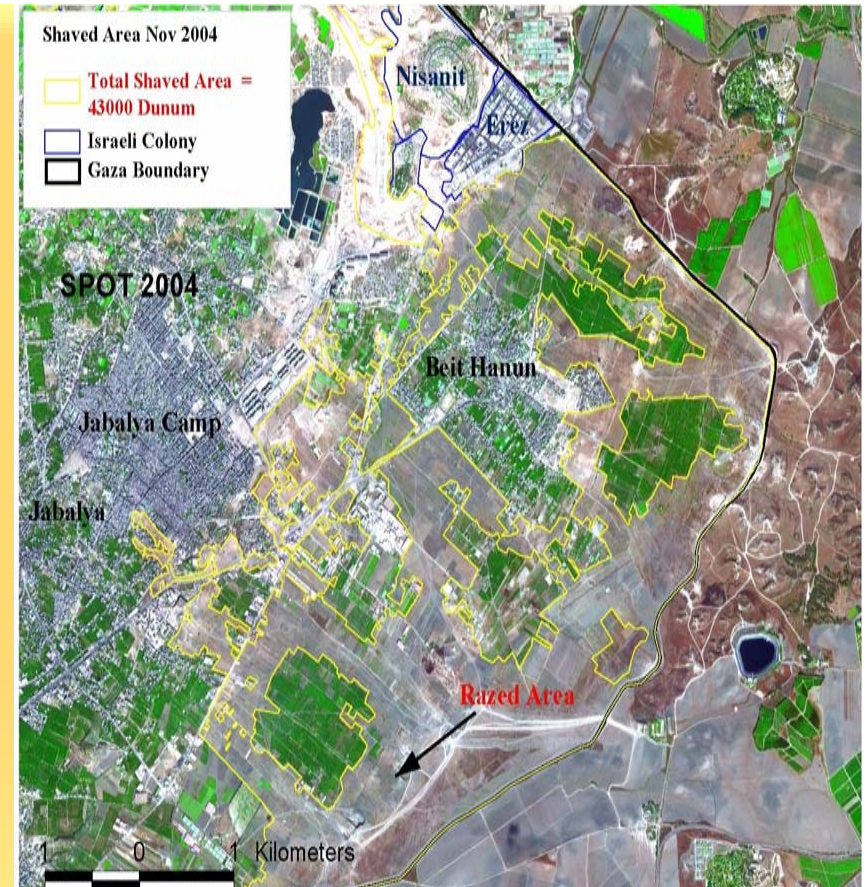 Shaved Area Nov 2004
Total Shaved Area =
43000 Dunum
Israeli Colony
Gaza Boundary
Nisanit
Erez
SPOT 2004
Beit Hanun
Jabalya Camp
Jabalya
Razed Area
1 0 1 Kilometers